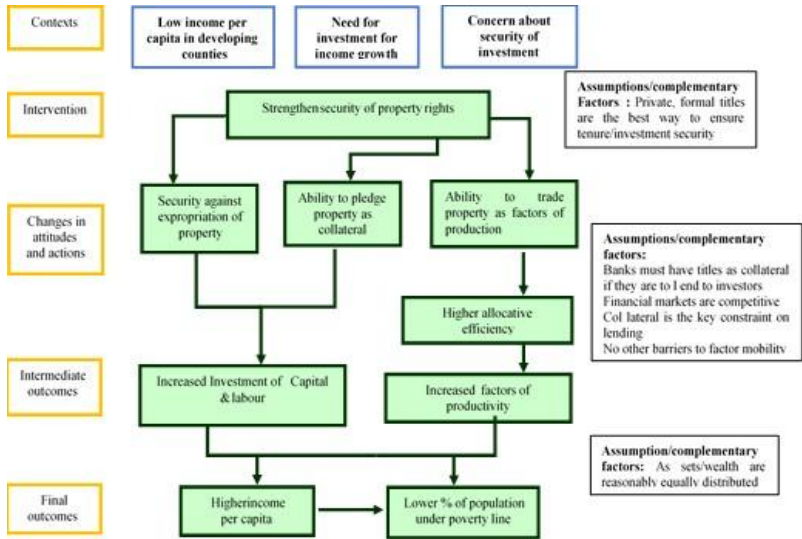 Contexts
Low income per
capita in developing
counties
Need for
investment for
income growth
Concern about
security of
investment
Intervention
Strengthen security of property rights
Assumptions/complementary
Factors : Private, formal titles
are the best way to ensure
tenure/investment security
Changes in
attitudes
and actions
Security against
expropriation of
property
Ability to pledge
property as
collateral
Ability to trade
property as factors of
production
Assumptions/complementary
factors:
Banks must have titles as collateral
if they are to l end to investors
Financial markets are competitive
Col lateral is the key constraint on
lending
No other barriers to factor mobility
Higher allocative
efficiency
Intermediate
outcomes
Increased Investment of Capital
& labour
Increased factors of
productivity
Assumption/complementary
factors: As sets/wealth are
reasonably equally distributed
Final
outcomes
Higherincome
per capita
Lower % of population
under poverty line